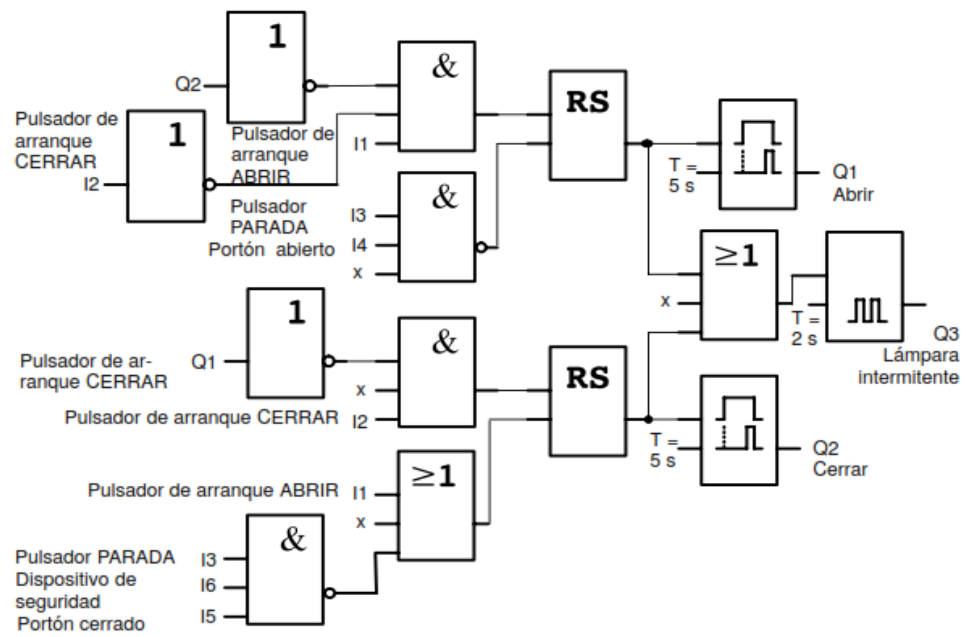 1
Q2
Pulsador de
arranque
CERRAR
I2
1
Pulsador de
arranque
ABRIR
I1
&
Pulsador
PARADA
Portón abierto
I3
I4
x
&
RS
T =
5 s
Q1
Abrir
≥1
x
T =
2 s
Q3
Lámpara
intermitente
1
Pulsador de ar-
ranque CERRAR
Q1
&
x
Pulsador de arranque CERRAR
I2
RS
T =
5 s
Q2
Cerrar
Pulsador de arranque ABRIR
I1
x
≥1
&
Pulsador PARADA
I3
Dispositivo de
seguridad
I6
Portón cerrado
I5